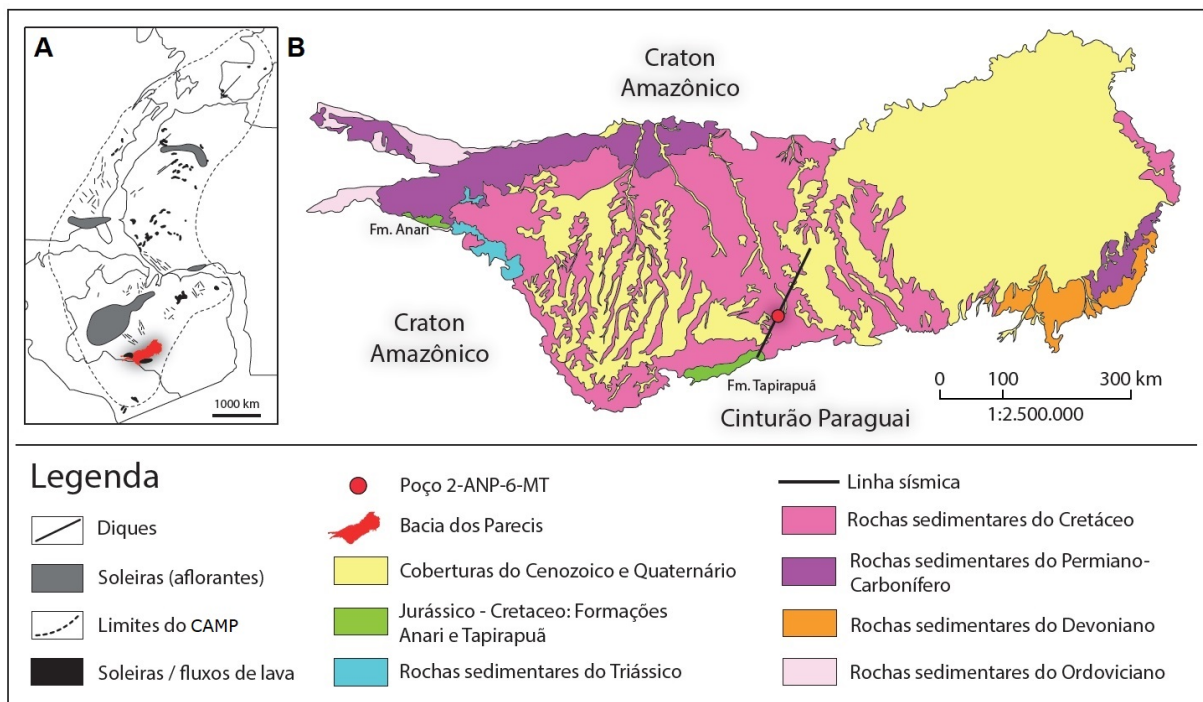 A
1000 km
B
Craton
Amazônico
Fm. Anari
Craton
Amazônico
Fm. Tapirapuã
Cinturão Paraguai
0 100 300 km
1:2.500.000
Legenda
Diques
Soleiras (aflorantes)
Limites do CAMP
Soleiras / fluxos de lava
Poço 2-ANP-6-MT
Bacia dos Parecis
Coberturas do Cenozoico e Quaternário
Jurássico - Cretaceo: Formações
Anari e Tapirapuã
Rochas sedimentares do Triássico
Linha sísmica
Rochas sedimentares do Cretáceo
Rochas sedimentares do Permiano-
Carbonífero
Rochas sedimentares do Devoniano
Rochas sedimentares do Ordoviciano